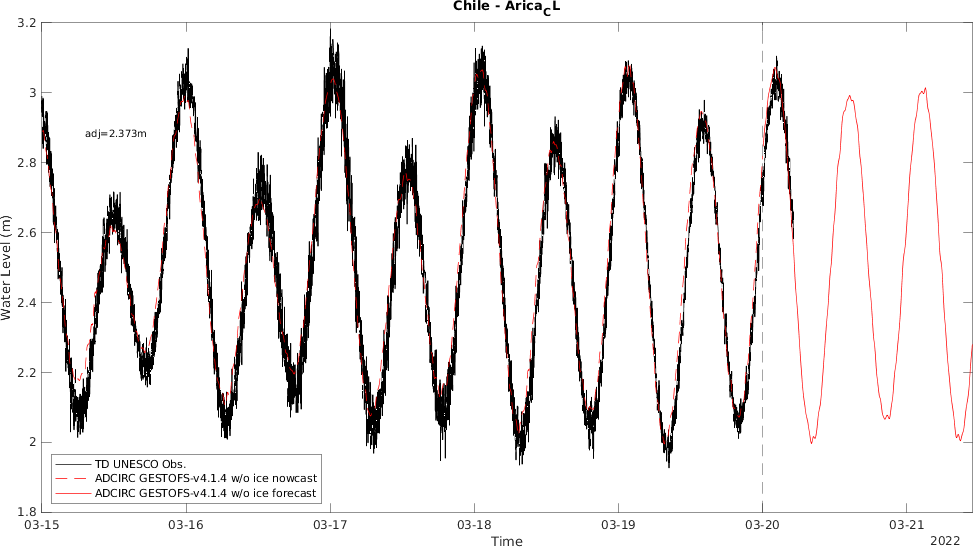 Chile - Arica_CL
3.2
3
2.8
2.6
2.4
2.2
2
1.8
Water Level (m)
adj=2.373m
TD UNESCO Obs.
ADCIRC GESTOFS-v4.1.4 w/o ice nowcast
ADCIRC GESTOFS-v4.1.4 w/o ice forecast
03-15 03-16 03-17 03-18 03-19 03-20 03-21
Time
2022